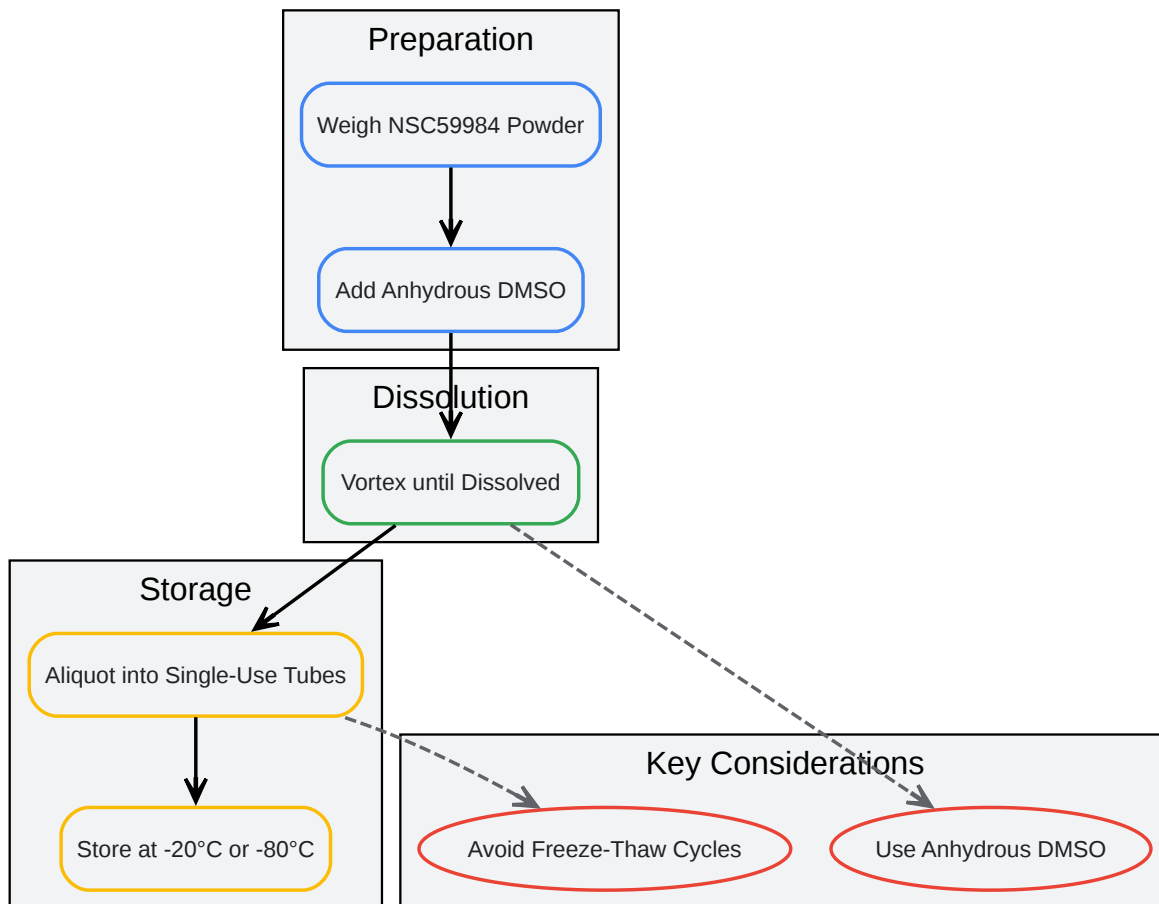 Preparation
Weigh NSC59984 Powder
Add Anhydrous DMSO
Dissolution
Vortex until Dissolved
Storage
Aliquot into Single-Use Tubes
Store at -20°C or -80°C
Key Considerations
Avoid Freeze-Thaw Cycles
Use Anhydrous DMSO